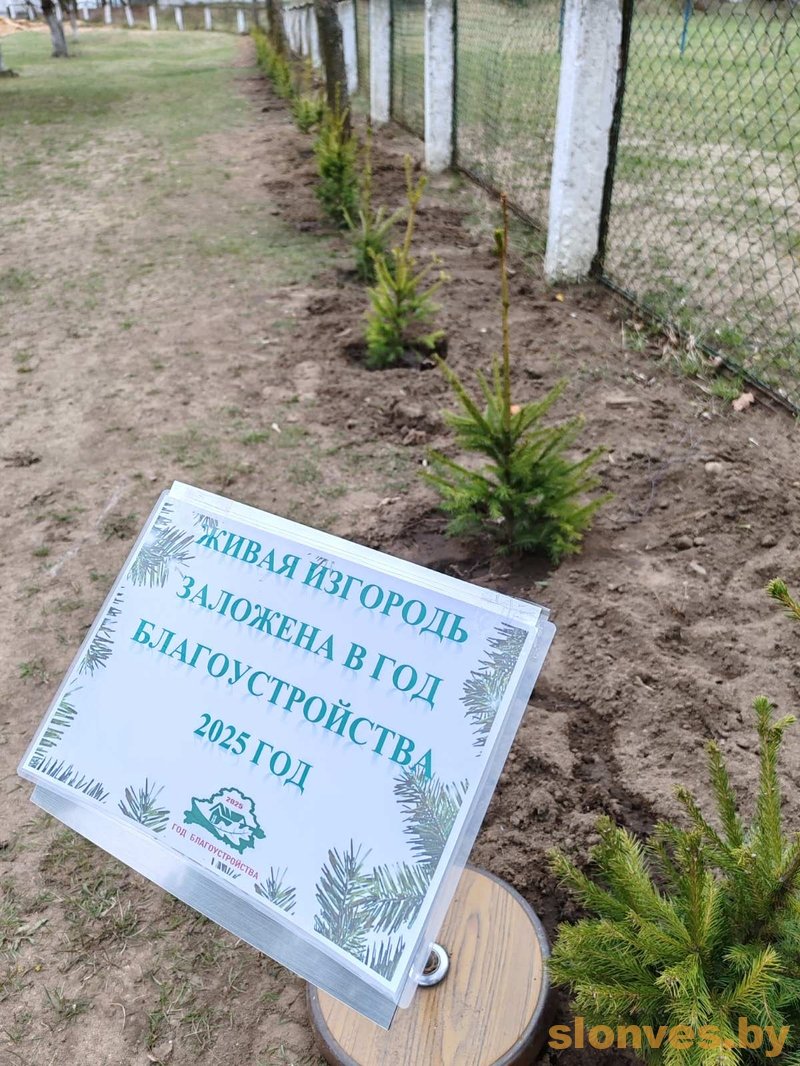 ЖИВАЯ ИЗГОРОДЬ
ЗАЛОЖЕНА В ГОД
БЛАГОУСТРОЙСТВА
2025 ГОД
2025
ГОД БЛАГОУСТРОЙСТВА
slonves.by